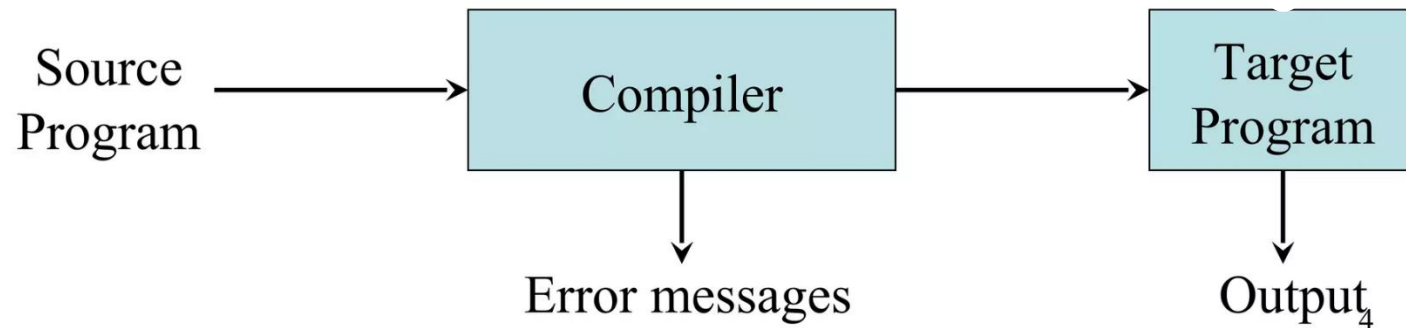 Source
Program
Compiler
Target
Program
Error messages
Output
4